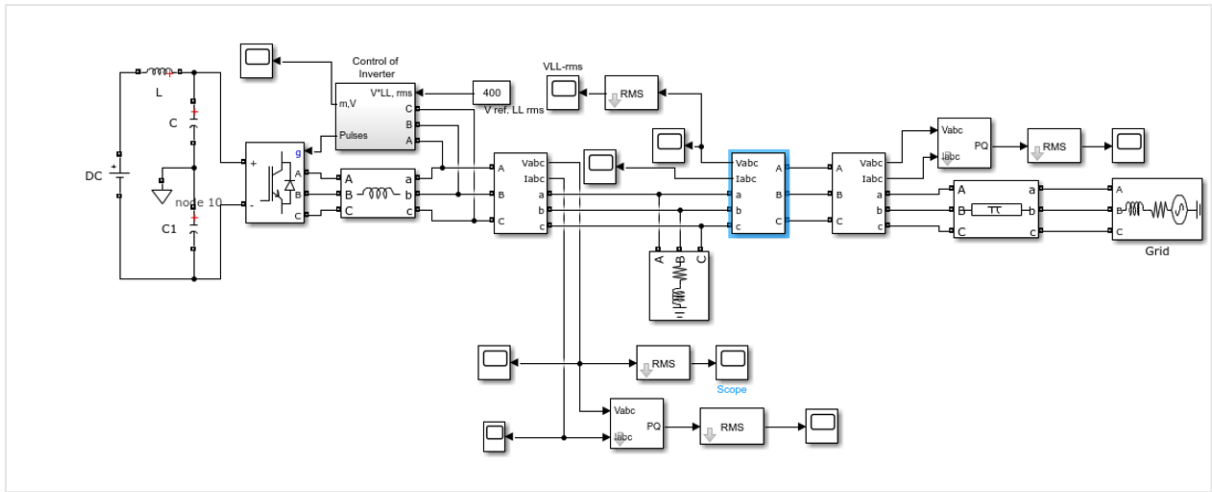 Control of
Inverter
VLL-rms
V*LL, rms
400
V ref. LL rms
m,V
C
B
A
Pulses
RMS
L
C
DC
node 10
C1
g
+
-
A
B
C
A
B
C
a
b
c
A
B
C
Vabc
Iabc
a
b
c
Vabc
Iabc
a
b
c
A
B
C
A
B
C
Vabc
Iabc
a
b
c
Vabc
Iabc
PQ
RMS
A
B
C
π
a
b
c
A
B
C
Grid
A
B
C
RMS
Scope
Vabc
Iabc
PQ
RMS